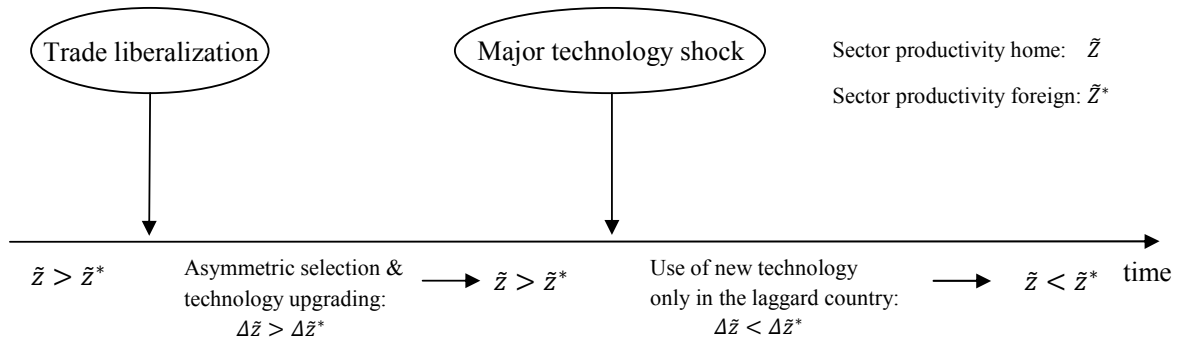 Trade liberalization
Major technology shock
Sector productivity home: Z̃
Sector productivity foreign: Z̃*
z̃ > z̃*
Asymmetric selection &
technology upgrading:
Δz̃ > Δz̃*
z̃ > z̃*
Use of new technology
only in the laggard country:
Δz̃ < Δz̃*
z̃ < z̃*
time